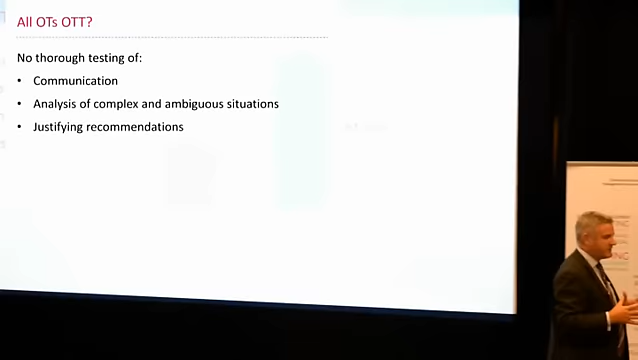 All OTs OTT?
No thorough testing of:
• Communication
• Analysis of complex and ambiguous situations
• Justifying recommendations